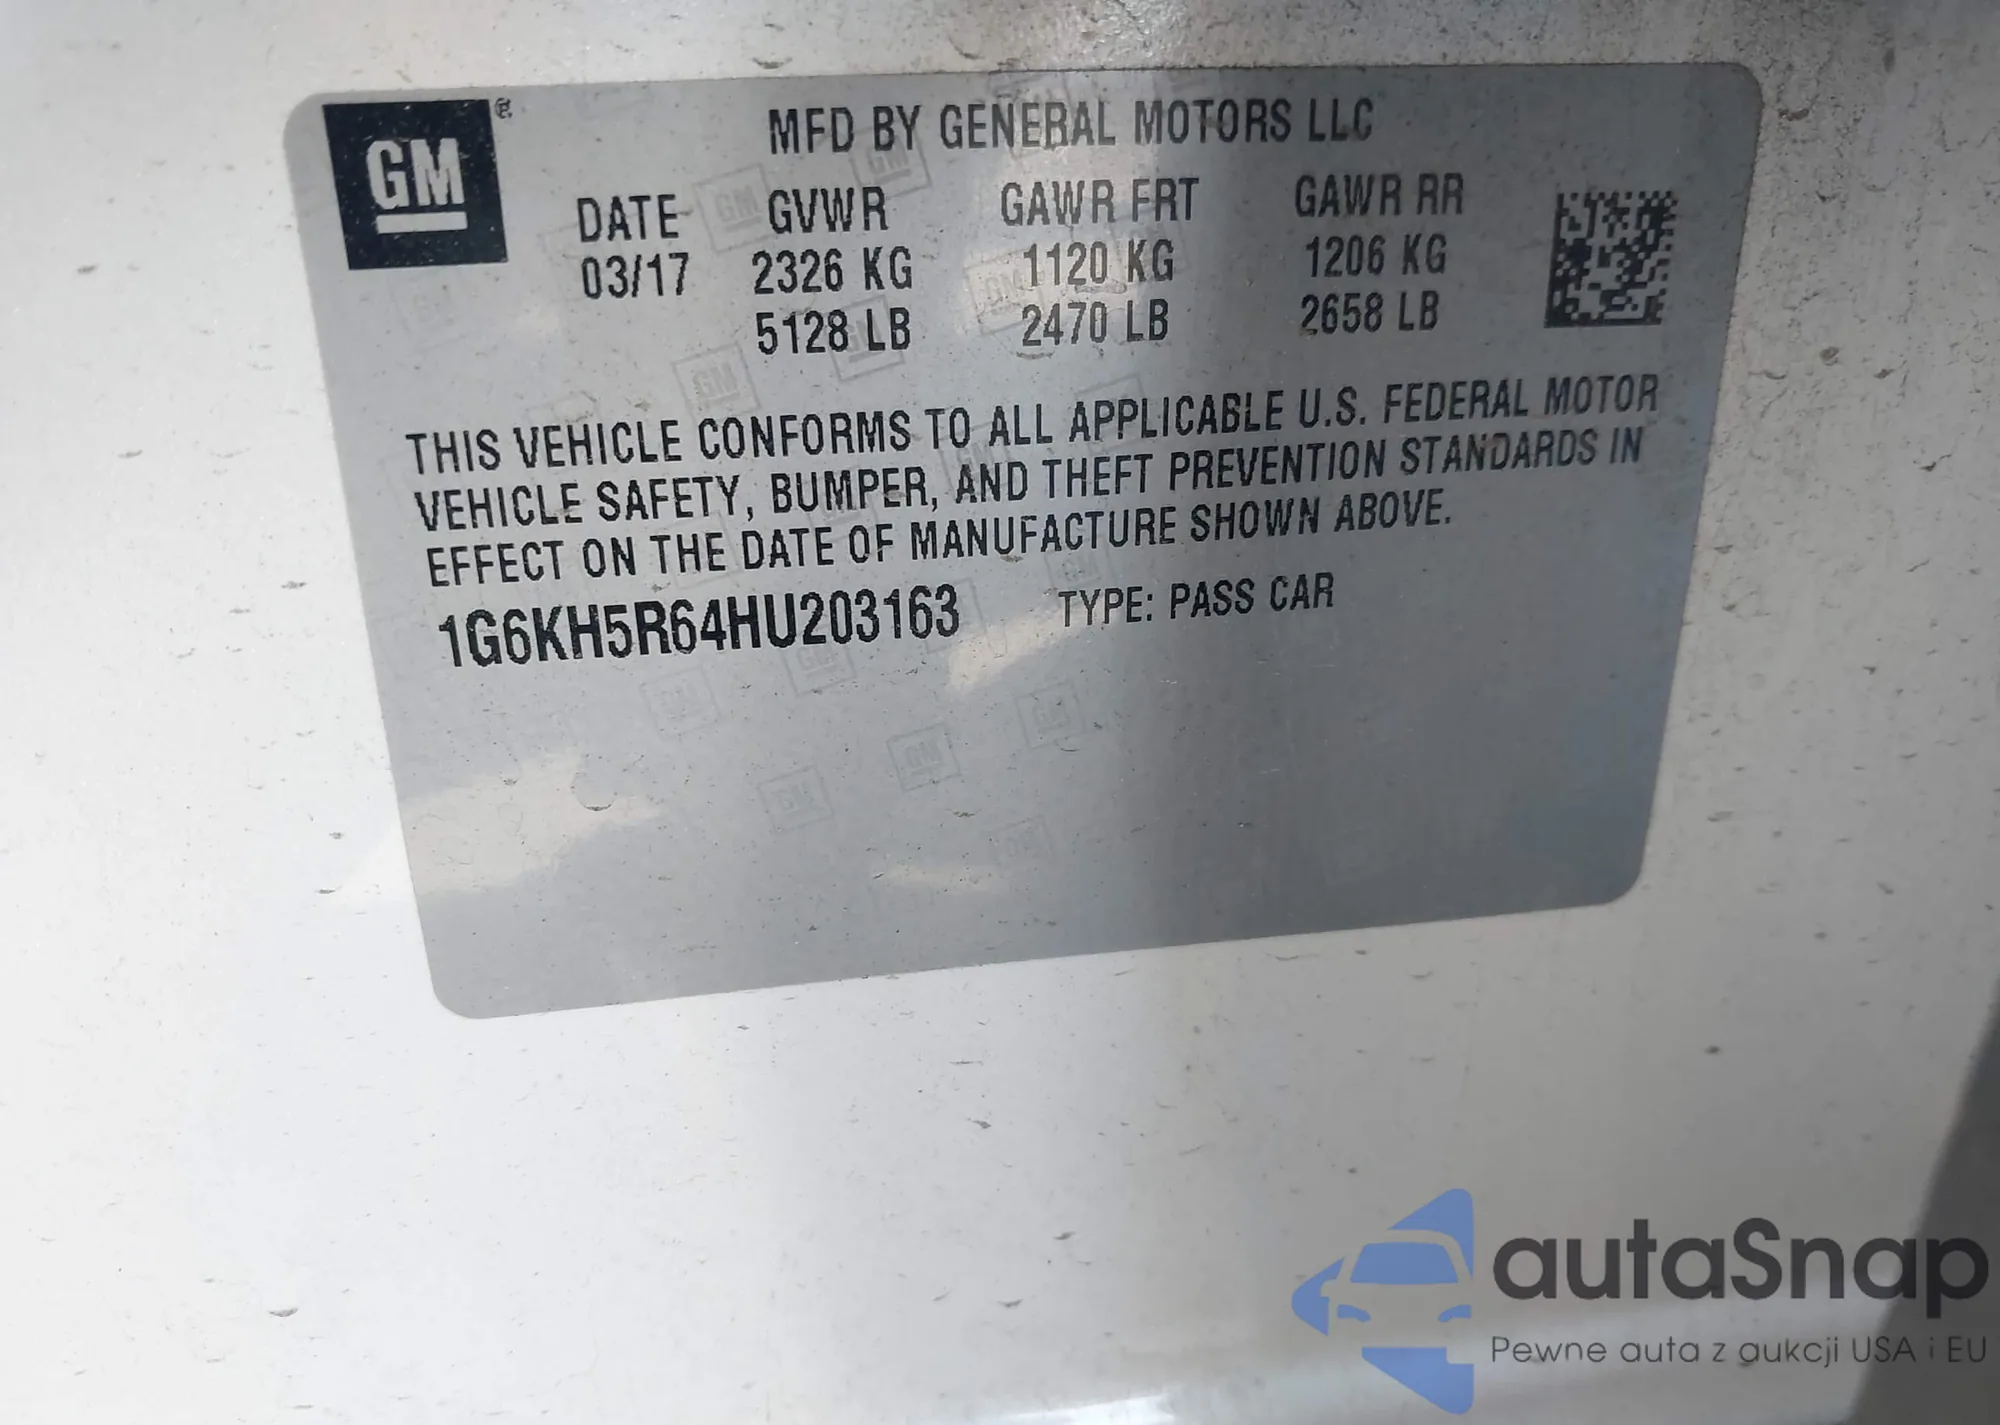 GM ®
MFD BY GENERAL MOTORS LLC
DATE GVWR GAWR FRT GAWR RR
03/17 2326 KG 1120 KG 1206 KG
5128 LB 2470 LB 2658 LB
THIS VEHICLE CONFORMS TO ALL APPLICABLE U.S. FEDERAL MOTOR
VEHICLE SAFETY, BUMPER, AND THEFT PREVENTION STANDARDS IN
EFFECT ON THE DATE OF MANUFACTURE SHOWN ABOVE.
1G6KH5R64HU203163 TYPE: PASS CAR
autaSnap
Pewne auta z aukcji USA i EU